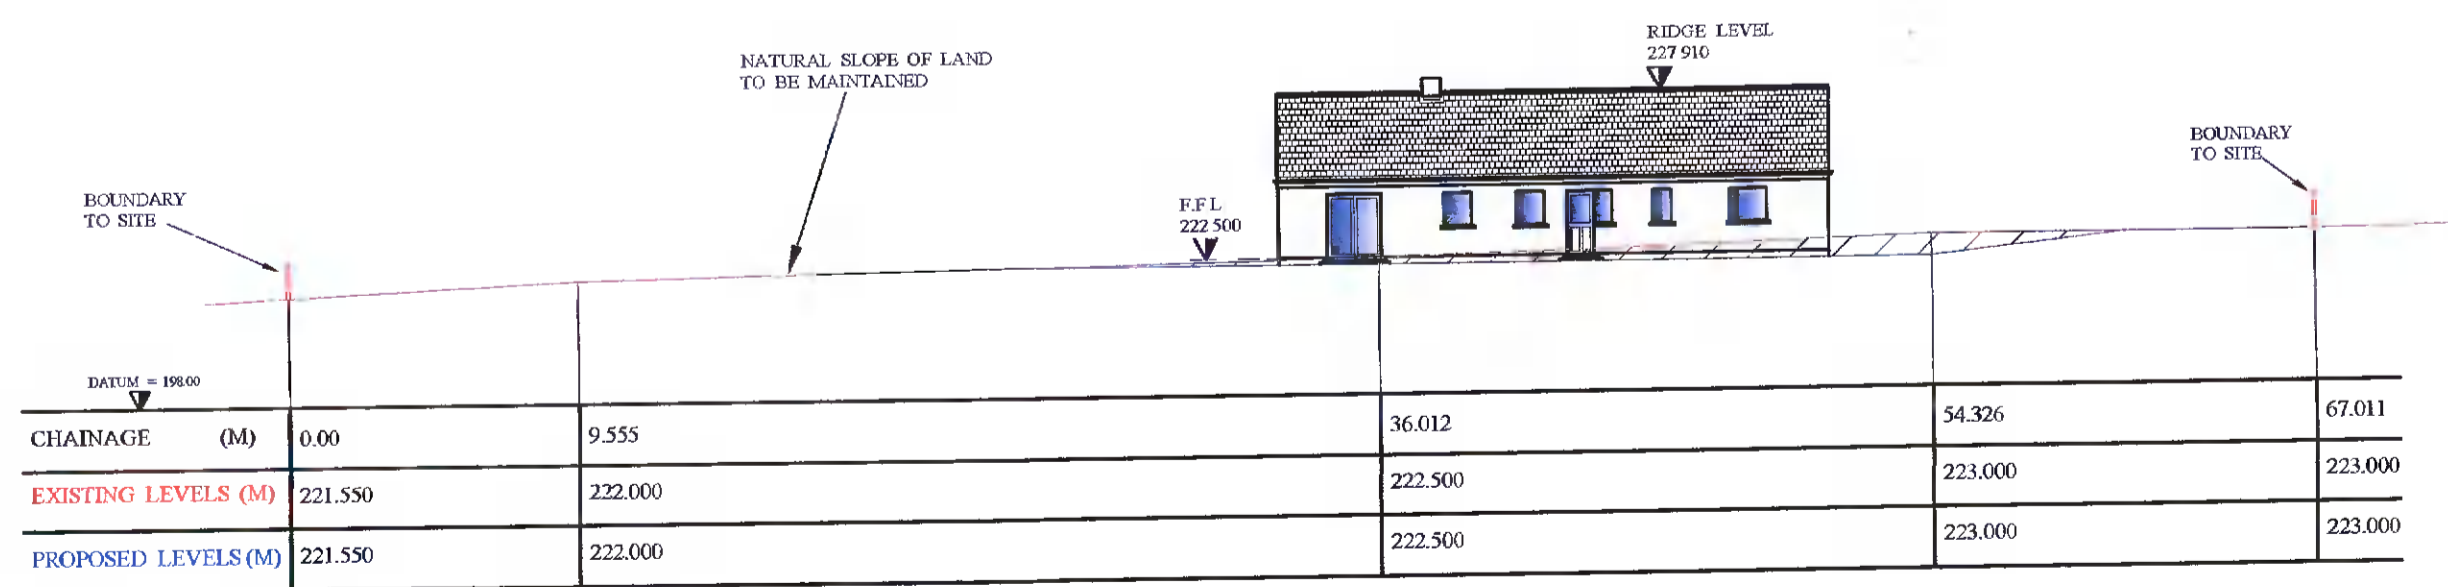 RIDGE LEVEL
227 910
NATURAL SLOPE OF LAND
TO BE MAINTAINED
BOUNDARY
TO SITE
BOUNDARY
TO SITE
F.F L
222 500
DATUM = 198.00
CHAINAGE (M) 0.00 9.555 36.012 54.326 67.011
EXISTING LEVELS (M) 221.550 222.000 222.500 223.000 223.000
PROPOSED LEVELS (M) 221.550 222.000 222.500 223.000 223.000